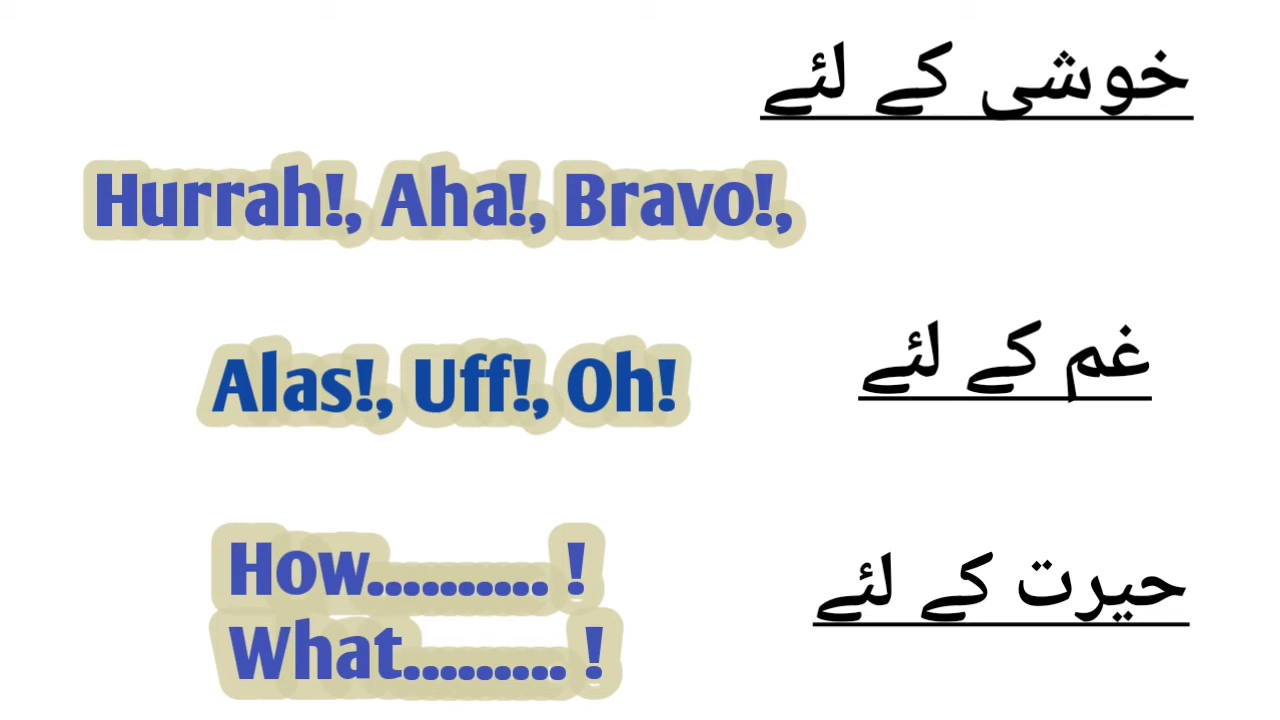 خوشی کے لئے
Hurrah!, Aha!, Bravo!,
غم کے لئے
Alas!, Uff!, Oh!
حیرت کے لئے
How.......... !
What......... !